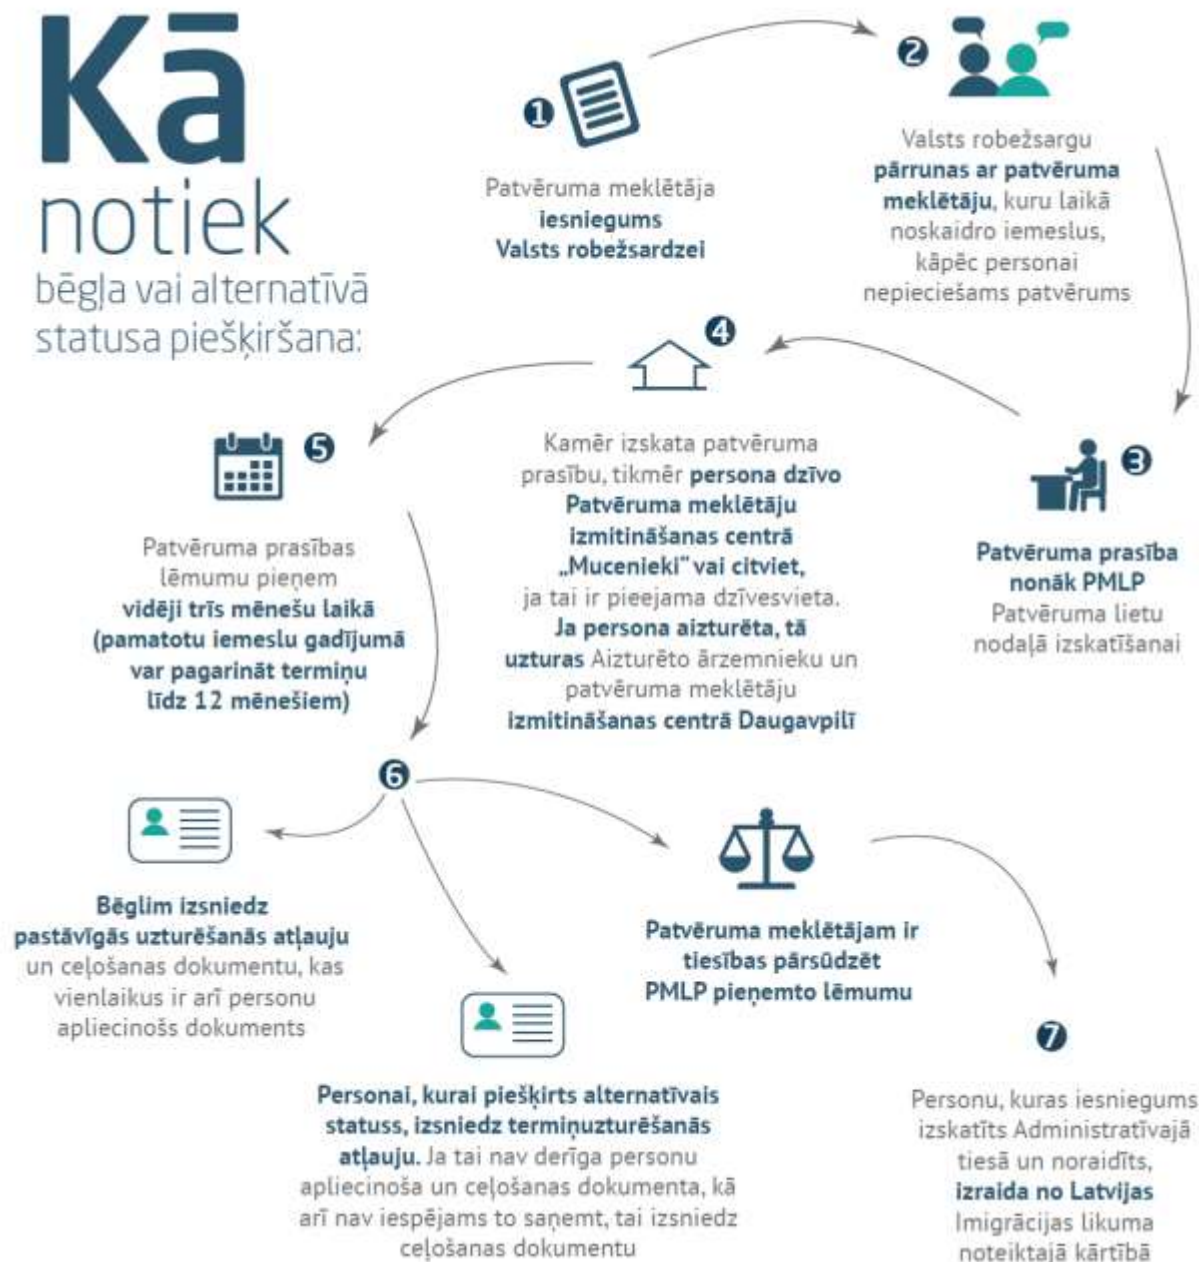 Kā
notiek
bēgļa vai alternatīvā
statusa piešķiršana:
1
Patvēruma meklētāja
iesniegums
Valsts robežsardzei
2
Valsts robežsargu
pārrunas ar patvēruma
meklētāju, kuru laikā
noskaidro iemeslus,
kāpēc personai
nepieciešams patvērums
3
Patvēruma prasība
nonāk PMLP
Patvēruma lietu
nodaļā izskatīšanai
4
Kamēr izskata patvēruma
prasību, tikmēr persona dzīvo
Patvēruma meklētāju
izmitināšanas centrā
„Mucenieki" vai citviet,
ja tai ir pieejama dzīvesvieta.
Ja persona aizturēta, tā
uzturas Aizturēto ārzemnieku un
patvēruma meklētāju
izmitināšanas centrā Daugavpilī
5
Patvēruma prasības
lēmumu pieņem
vidēji trīs mēnešu laikā
(pamatotu iemeslu gadījumā
var pagarināt termiņu
līdz 12 mēnešiem)
6
Bēglim izsniedz
pastāvīgās uzturēšanās atļauju
un ceļošanas dokumentu, kas
vienlaikus ir arī personu
apliecinošs dokuments
Personai, kurai piešķirts alternatīvais
statuss, izsniedz termiņuzturēšanās
atļauju. Ja tai nav derīga personu
apliecinoša un ceļošanas dokumenta, kā
arī nav iespējams to saņemt, tai izsniedz
ceļošanas dokumentu
Patvēruma meklētājam ir
tiesības pārsūdzēt
PMLP pieņemto lēmumu
7
Personu, kuras iesniegums
izskatīts Administratīvajā
tiesā un noraidīts,
izraida no Latvijas
Imigrācijas likuma
noteiktajā kārtībā